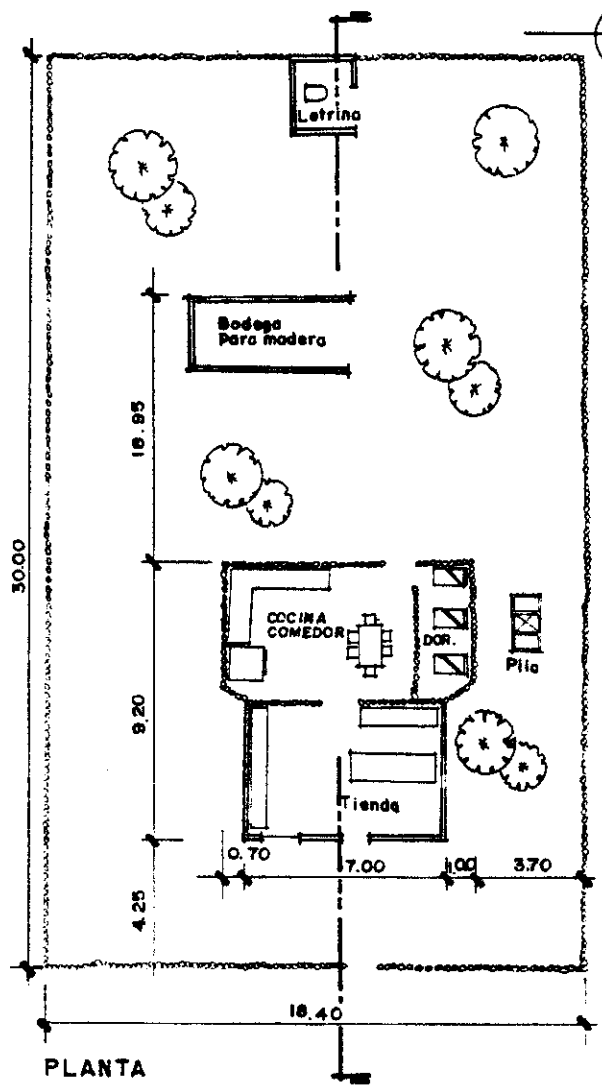 Letrina
Bodega
Para madera
18.95
30.00
COCINA
COMEDOR
DOR.
Pila
9.20
Tienda
0.70
7.00
1.00
3.70
4.25
18.40
PLANTA